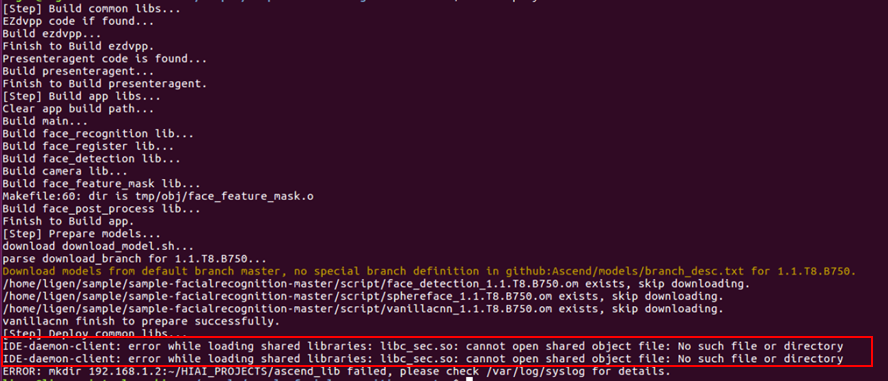 [Step] Build common libs...
EZdvpp code if found...
Build ezdvpp...
Finish to Build ezdvpp.
Presenteragent code is found...
Build presenteragent...
Finish to Build presenteragent.
[Step] Build app libs...
Clear app build path...
Build main...
Build face_recognition lib...
Build face_register lib...
Build face_detection lib...
Build camera lib...
Build face_feature_mask lib...
Makefile:60: dir is tmp/obj/face_feature_mask.o
Build face_post_process lib...
Finish to Build app.
[Step] Prepare models...
download download_model.sh...
parse download_branch for 1.1.T8.B750...
Download models from default branch master, no special branch definition in github:Ascend/models/branch_desc.txt for 1.1.T8.B750.
/home/ligen/sample/sample-facialrecognition-master/script/face_detection_1.1.T8.B750.om exists, skip downloading.
/home/ligen/sample/sample-facialrecognition-master/script/sphereface_1.1.T8.B750.om exists, skip downloading.
/home/ligen/sample/sample-facialrecognition-master/script/vanillacnn_1.1.T8.B750.om exists, skip downloading.
vanillacnn finish to prepare successfully.
[Step] Deploy common libs...
IDE-daemon-client: error while loading shared libraries: libc_sec.so: cannot open shared object file: No such file or directory
IDE-daemon-client: error while loading shared libraries: libc_sec.so: cannot open shared object file: No such file or directory
ERROR: mkdir 192.168.1.2:~/HIAI_PROJECTS/ascend_lib failed, please check /var/log/syslog for details.